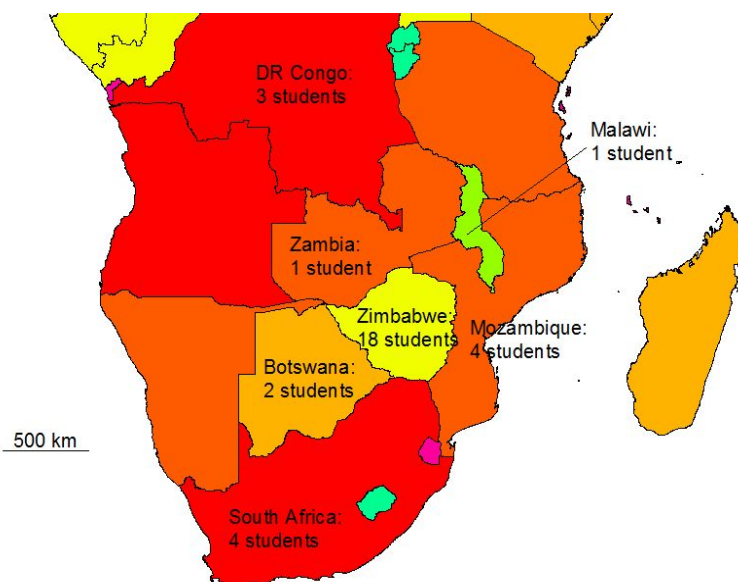 DR Congo:
3 students
Malawi:
1 student
Zambia:
1 student
Zimbabwe:
18 students
Mozambique:
4 students
Botswana:
2 students
500 km
South Africa:
4 students